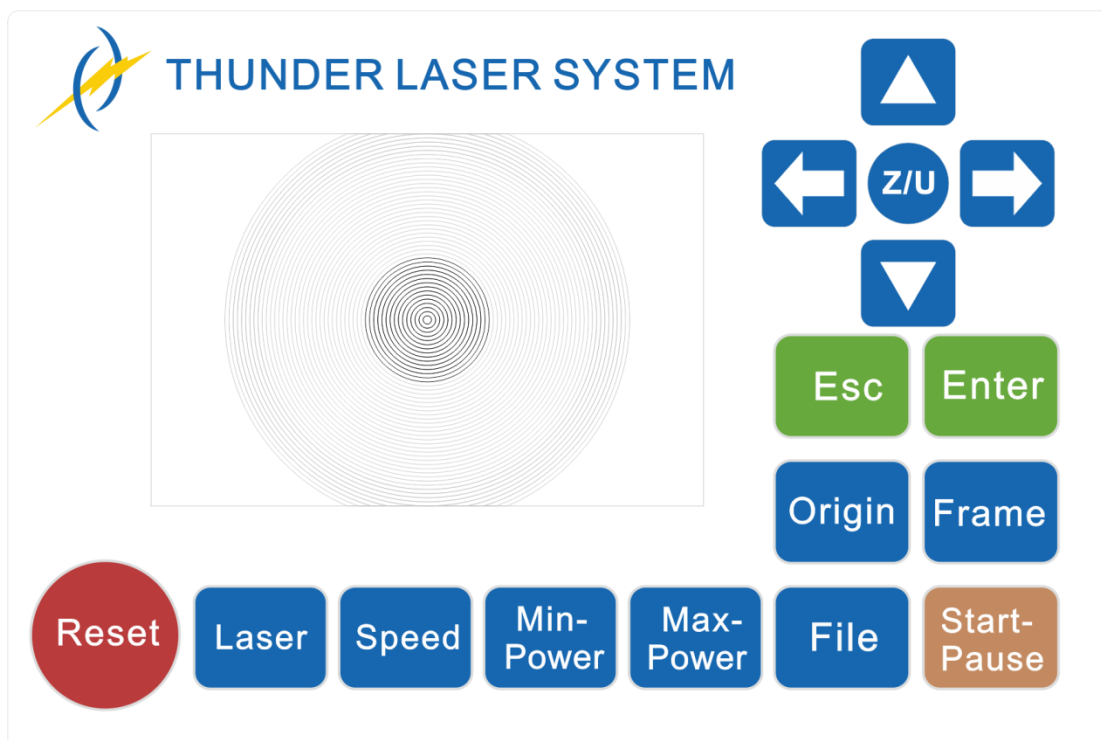 THUNDER LASER SYSTEM
Z/U
Esc
Enter
Origin
Frame
Reset
Laser
Speed
Min-
Power
Max-
Power
File
Start-
Pause